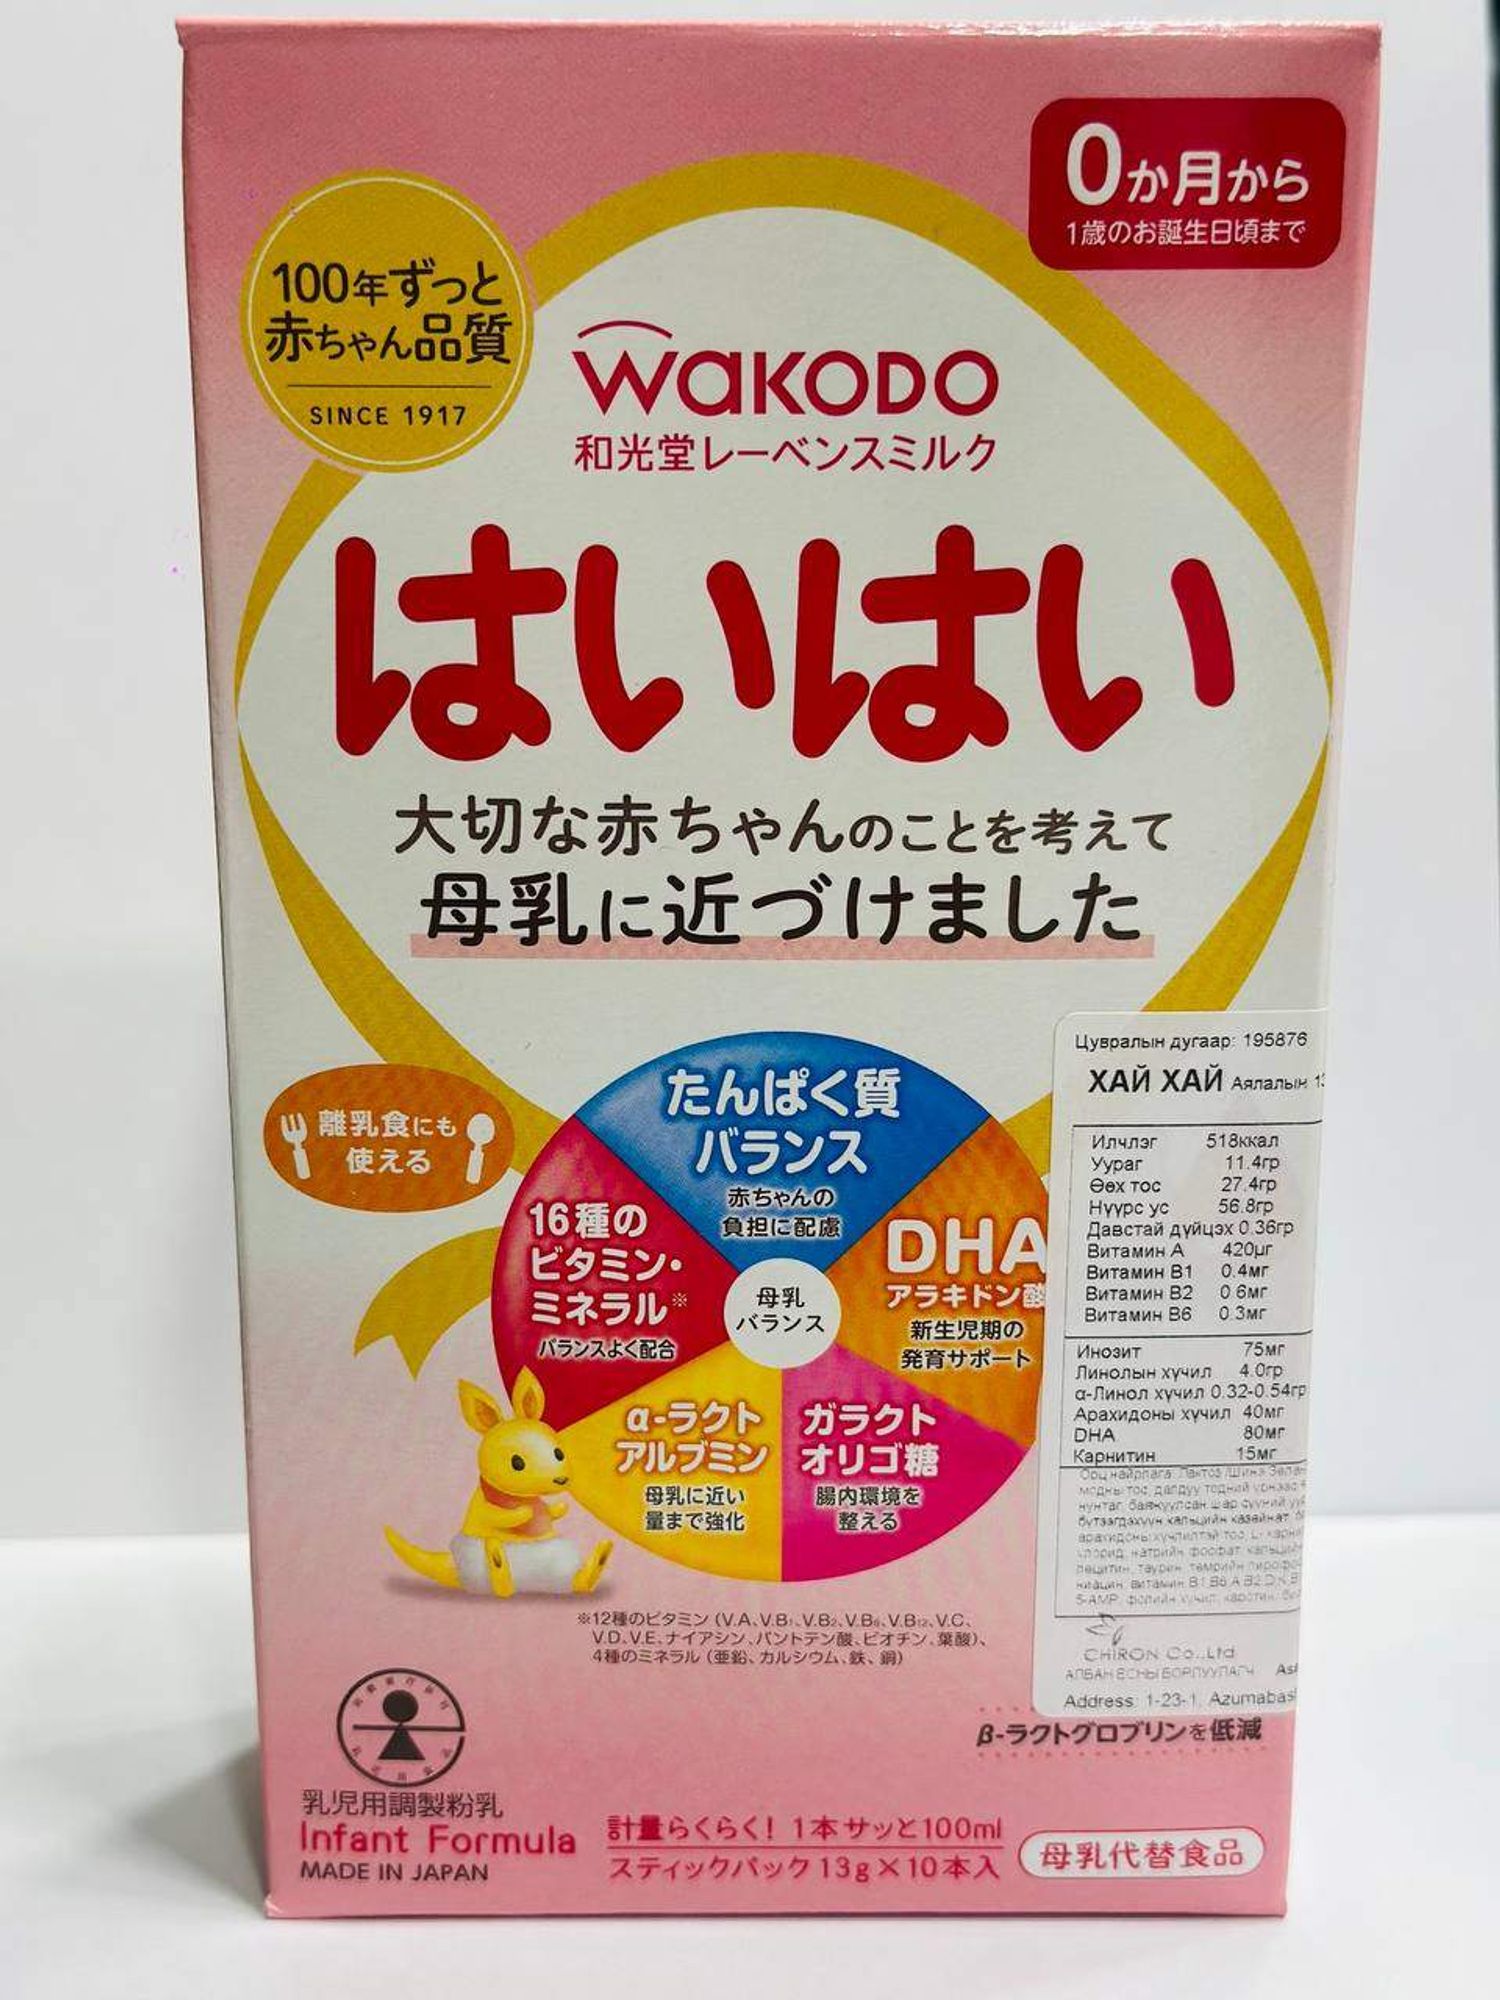 0か月から
1歳のお誕生日頃まで
100年ずっと
赤ちゃん品質
SINCE 1917
WAKODO
和光堂レーベンスミルク
はいはい
大切な赤ちゃんのことを考えて
母乳に近づけました
離乳食にも
使える
たんぱく質
バランス
赤ちゃんの
負担に配慮
16種の
ビタミン・
ミネラル※
バランスよく配合
DHA
アラキドン酸
新生児期の
発育サポート
母乳
バランス
α-ラクト
アルブミン
母乳に近い
量まで強化
ガラクト
オリゴ糖
腸内環境を
整える
※12種のビタミン(V.A、V.B₁、V.B₂、V.B₆、V.B₁₂、V.C、
V.D、V.E、ナイアシン、パントテン酸、ビオチン、葉酸)、
4種のミネラル(亜鉛、カルシウム、鉄、銅)
Цувралын дугаар: 195876
ХАЙ ХАЙ Аялалын
Илчлэг 518ккал
Уураг 11.4гр
Өөх тос 27.4гр
Нүүрс ус 56.8гр
Давстай дүйцэх 0.36гр
Витамин А 420µг
Витамин В1 0.4мг
Витамин В2 0.6мг
Витамин В6 0.3мг
Инозит 75мг
Линолын хүчил 4.0гр
α-Линол хүчил 0.32-0.54гр
Арахидоны хүчил 40мг
DHA 80мг
Карнитин 15мг
CHIRON Co.,Ltd
АЛБАН ЁСНЫ БОРЛУУЛАГЧ
Address: 1-23-1, Azumabas
β-ラクトグロブリンを低減
乳児用調製粉乳
Infant Formula
MADE IN JAPAN
計量らくらく! 1本サッと100ml
スティックパック13g×10本入
母乳代替食品